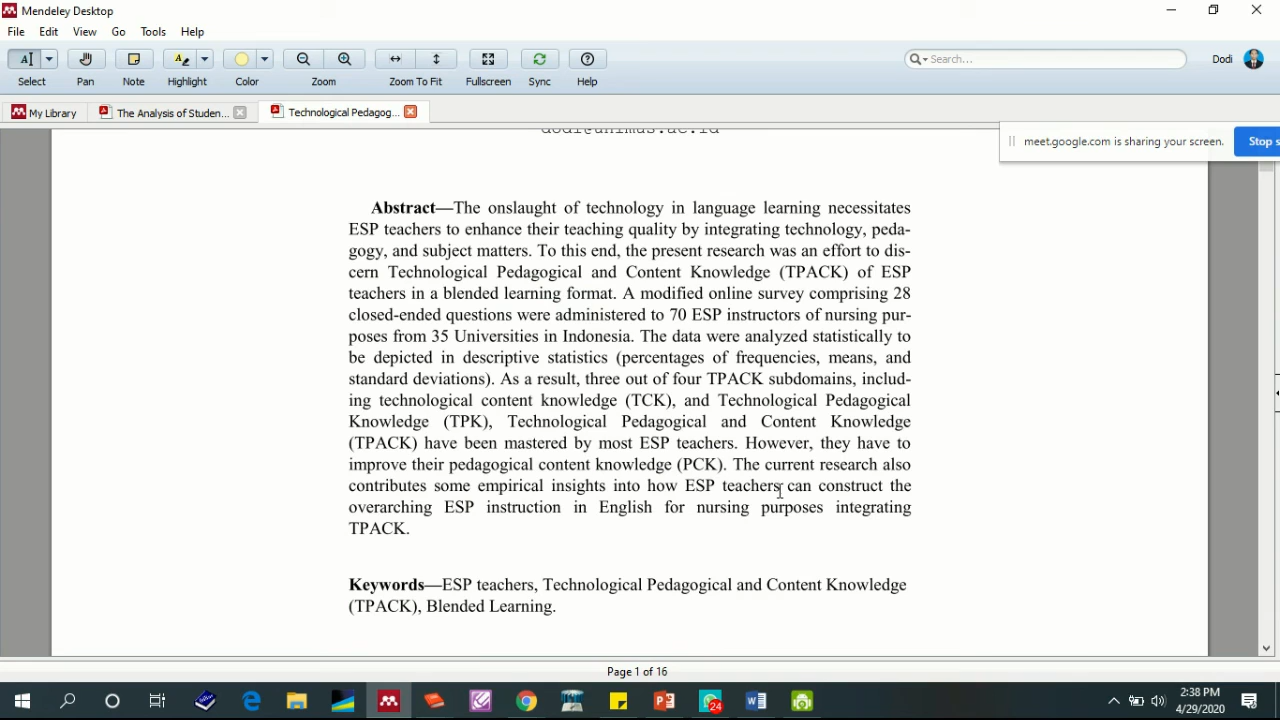 Mendeley Desktop
File Edit View Go Tools Help
Search...
Dodi
Select Pan Note Highlight Color Zoom Zoom To Fit Fullscreen Sync Help
My Library The Analysis of Studen... Technological Pedagog...
dodi@unimus.ac.id
meet.google.com is sharing your screen. Stop s
Abstract—The onslaught of technology in language learning necessitates
ESP teachers to enhance their teaching quality by integrating technology, peda-
gogy, and subject matters. To this end, the present research was an effort to dis-
cern Technological Pedagogical and Content Knowledge (TPACK) of ESP
teachers in a blended learning format. A modified online survey comprising 28
closed-ended questions were administered to 70 ESP instructors of nursing pur-
poses from 35 Universities in Indonesia. The data were analyzed statistically to
be depicted in descriptive statistics (percentages of frequencies, means, and
standard deviations). As a result, three out of four TPACK subdomains, includ-
ing technological content knowledge (TCK), and Technological Pedagogical
Knowledge (TPK), Technological Pedagogical and Content Knowledge
(TPACK) have been mastered by most ESP teachers. However, they have to
improve their pedagogical content knowledge (PCK). The current research also
contributes some empirical insights into how ESP teachers can construct the
overarching ESP instruction in English for nursing purposes integrating
TPACK.
Keywords—ESP teachers, Technological Pedagogical and Content Knowledge
(TPACK), Blended Learning.
Page 1 of 16
24
2:38 PM
4/29/2020